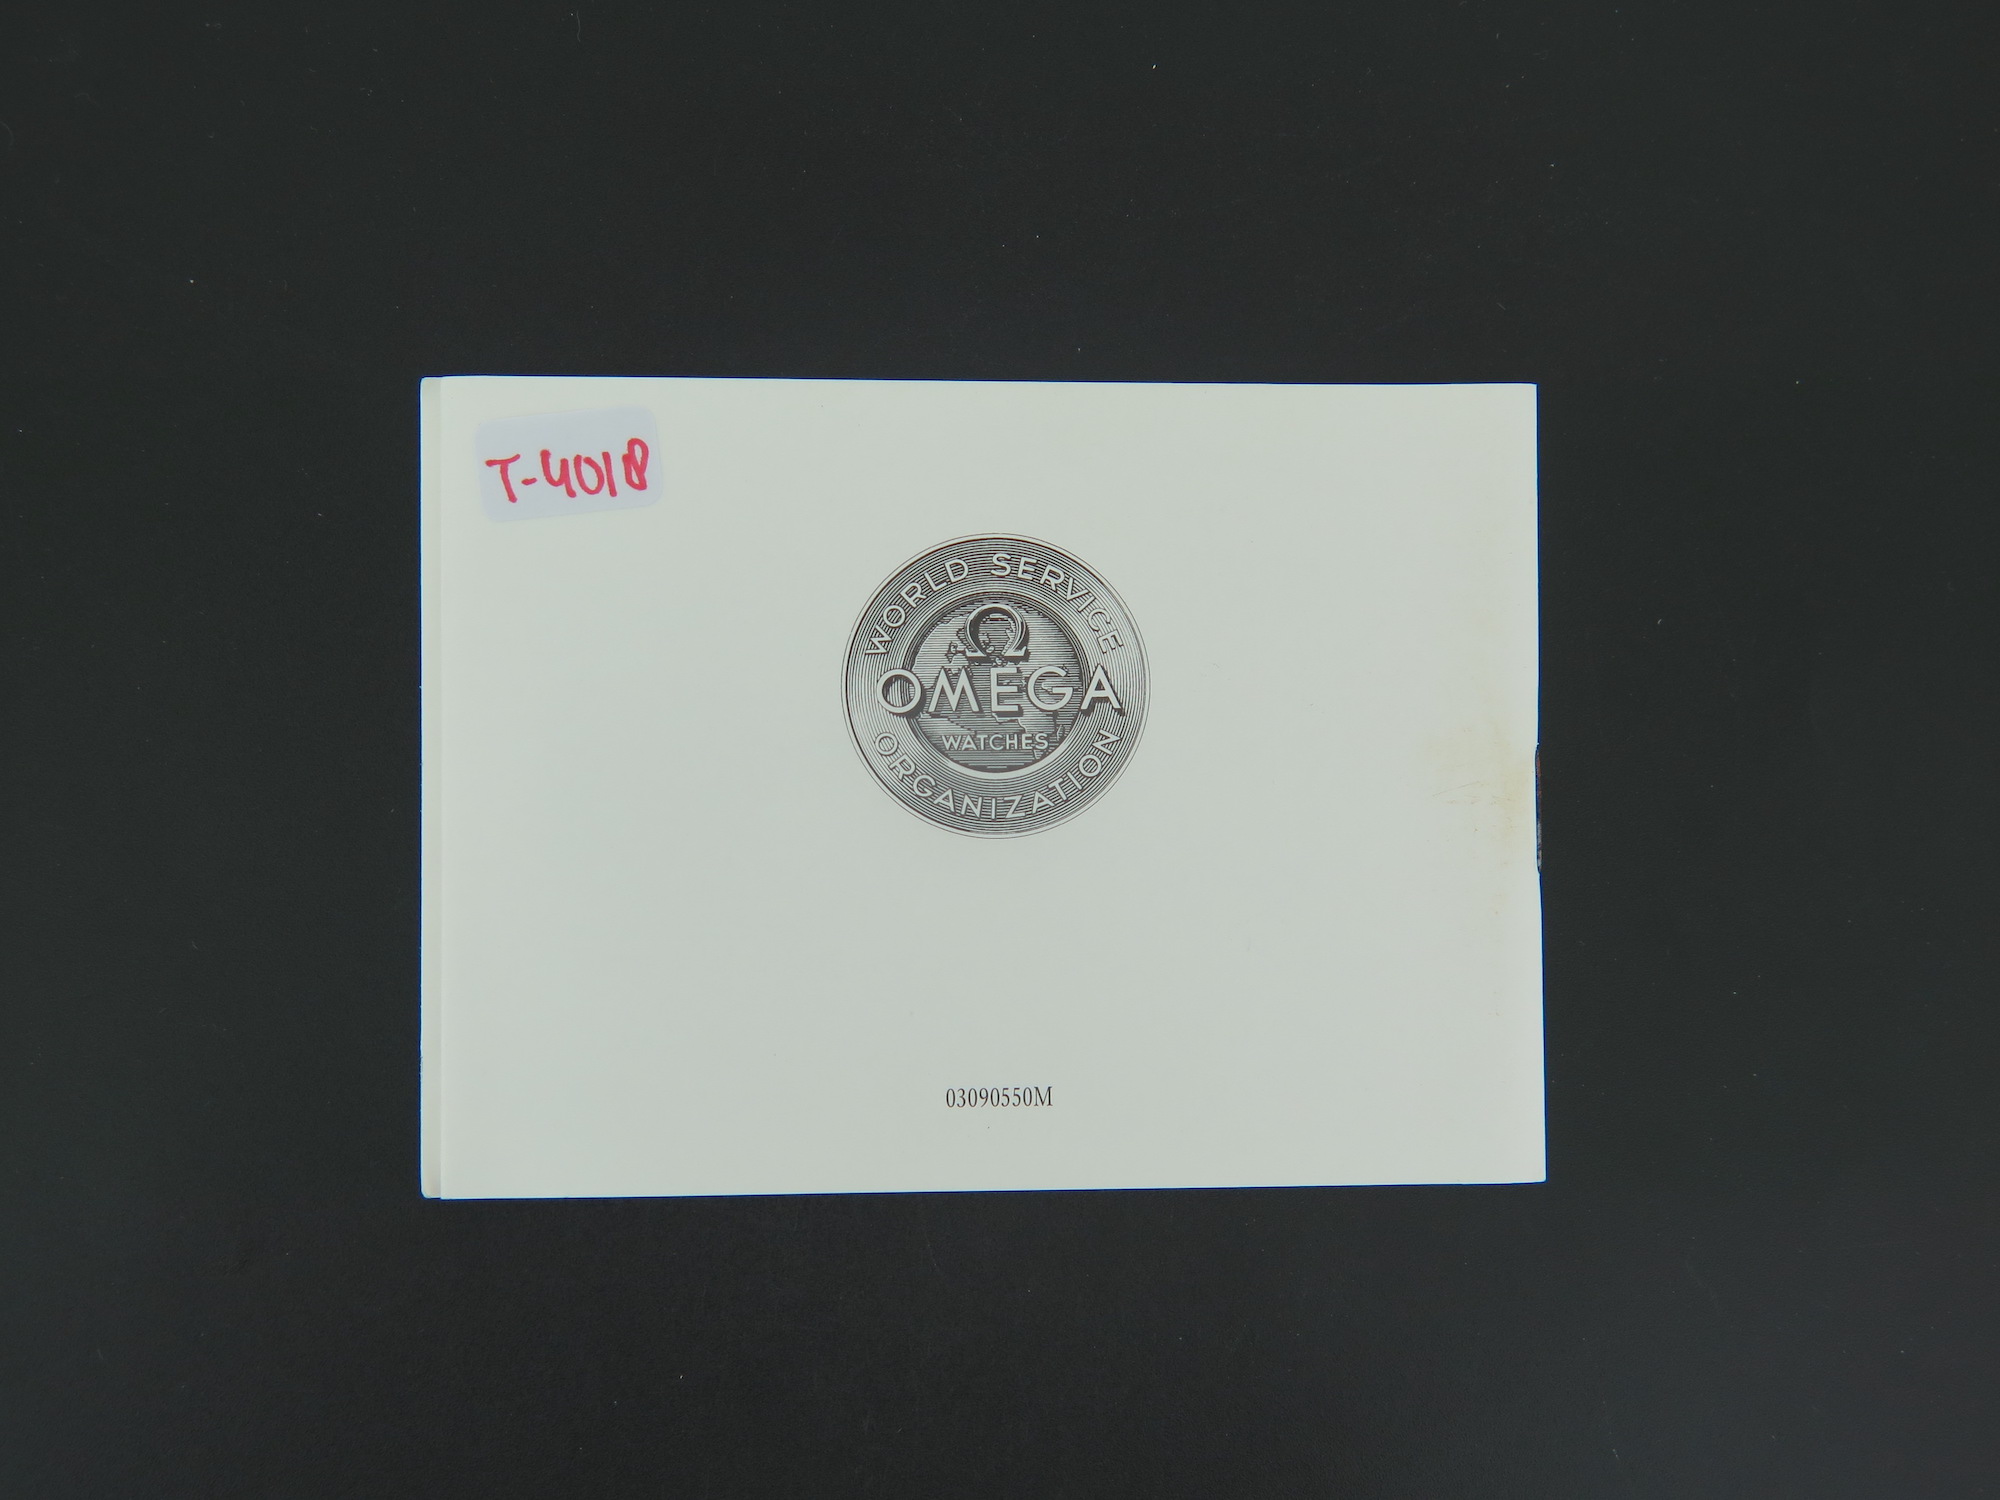 T-4018
WORLD SERVICE
Ω
OMEGA
WATCHES
ORGANIZATION
03090550M